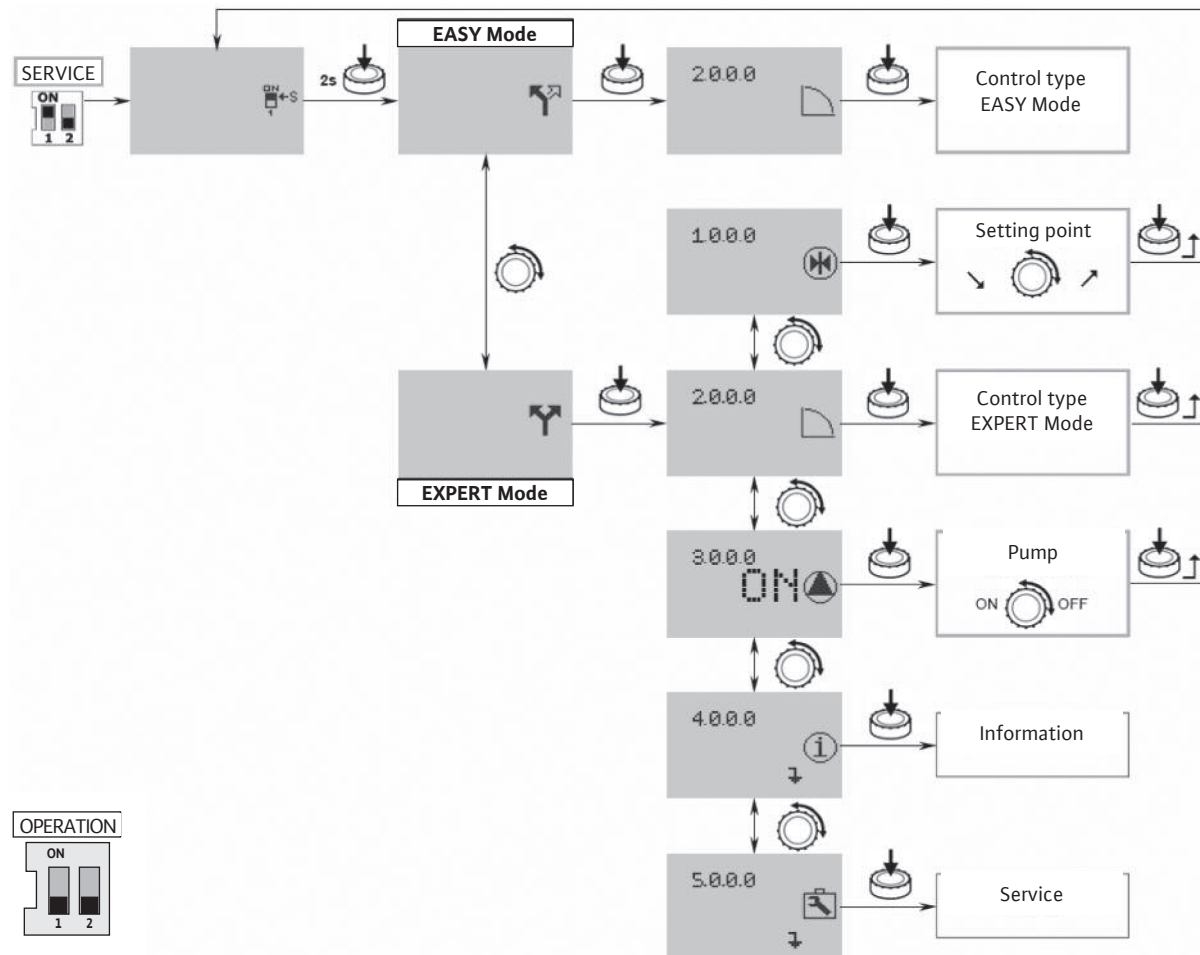 EASY Mode
SERVICE
ON
1 2
ON
←S
1
2s
2.0.0.0
Control type
EASY Mode
1.0.0.0
Setting point
EXPERT Mode
2.0.0.0
Control type
EXPERT Mode
3.0.0.0
ON
Pump
ON OFF
4.0.0.0
i
Information
OPERATION
ON
1 2
5.0.0.0
Service